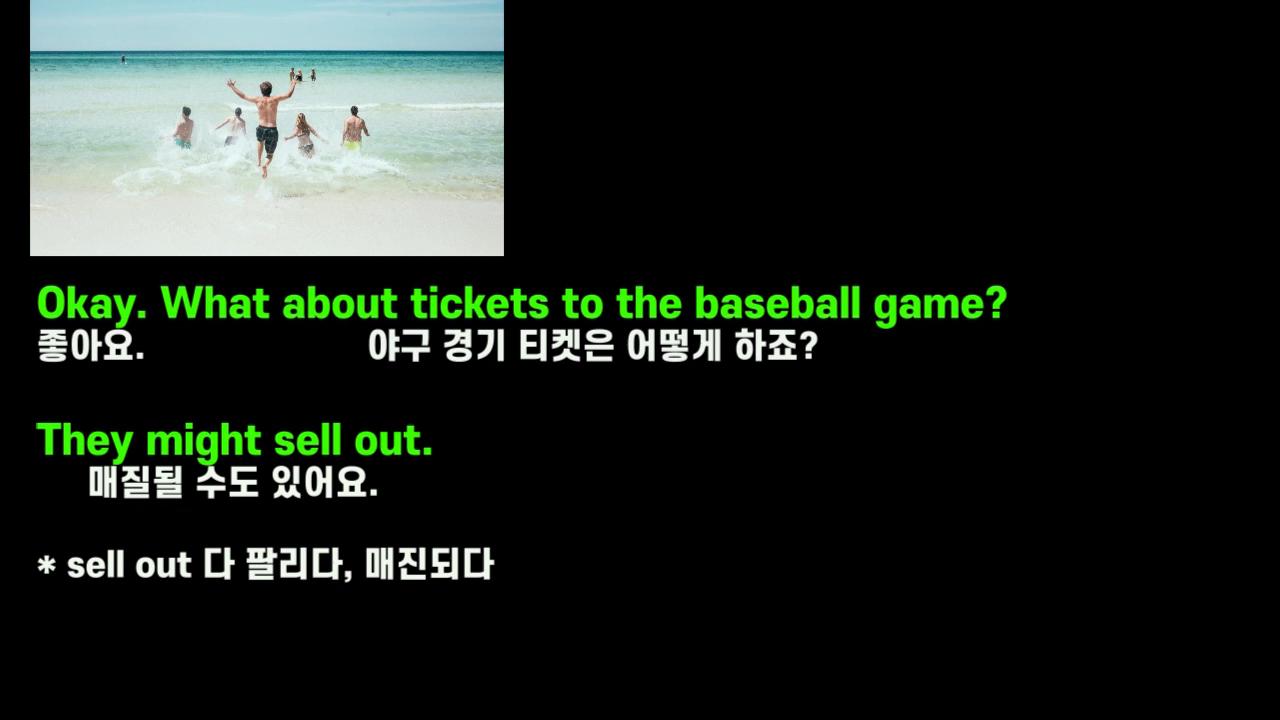 Okay. What about tickets to the baseball game?
좋아요. 야구 경기 티켓은 어떻게 하죠?
They might sell out.
매질될 수도 있어요.
* sell out 다 팔리다, 매진되다